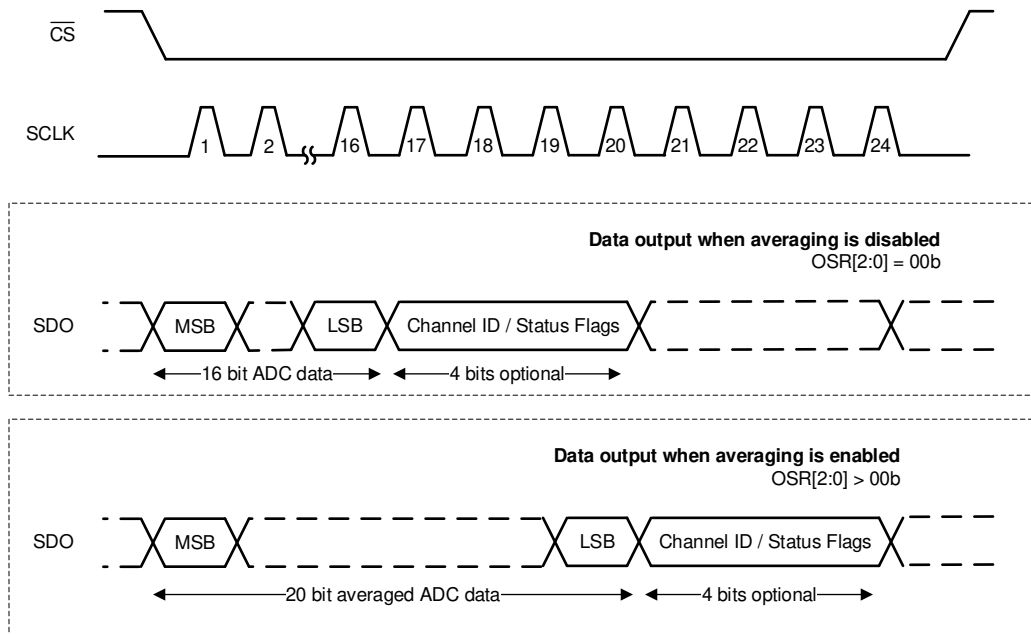 CS
SCLK
1 2 16 17 18 19 20 21 22 23 24
Data output when averaging is disabled
OSR[2:0] = 00b
SDO
MSB LSB Channel ID / Status Flags
16 bit ADC data 4 bits optional
Data output when averaging is enabled
OSR[2:0] > 00b
SDO
MSB LSB Channel ID / Status Flags
20 bit averaged ADC data 4 bits optional